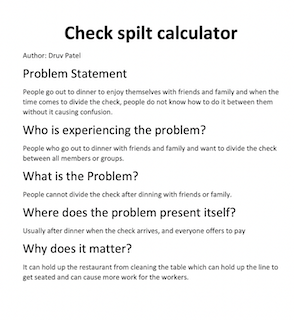 Check spilt calculator
Author: Druv Patel
Problem Statement
People go out to dinner to enjoy themselves with friends and family and when the
time comes to divide the check, people do not know how to do it between them
without it causing confusion.
Who is experiencing the problem?
People who go out to dinner with friends and family and want to divide the check
between all members or groups.
What is the Problem?
People cannot divide the check after dinning with friends or family.
Where does the problem present itself?
Usually after dinner when the check arrives, and everyone offers to pay
Why does it matter?
It can hold up the restaurant from cleaning the table which can hold up the line to
get seated and can cause more work for the workers.